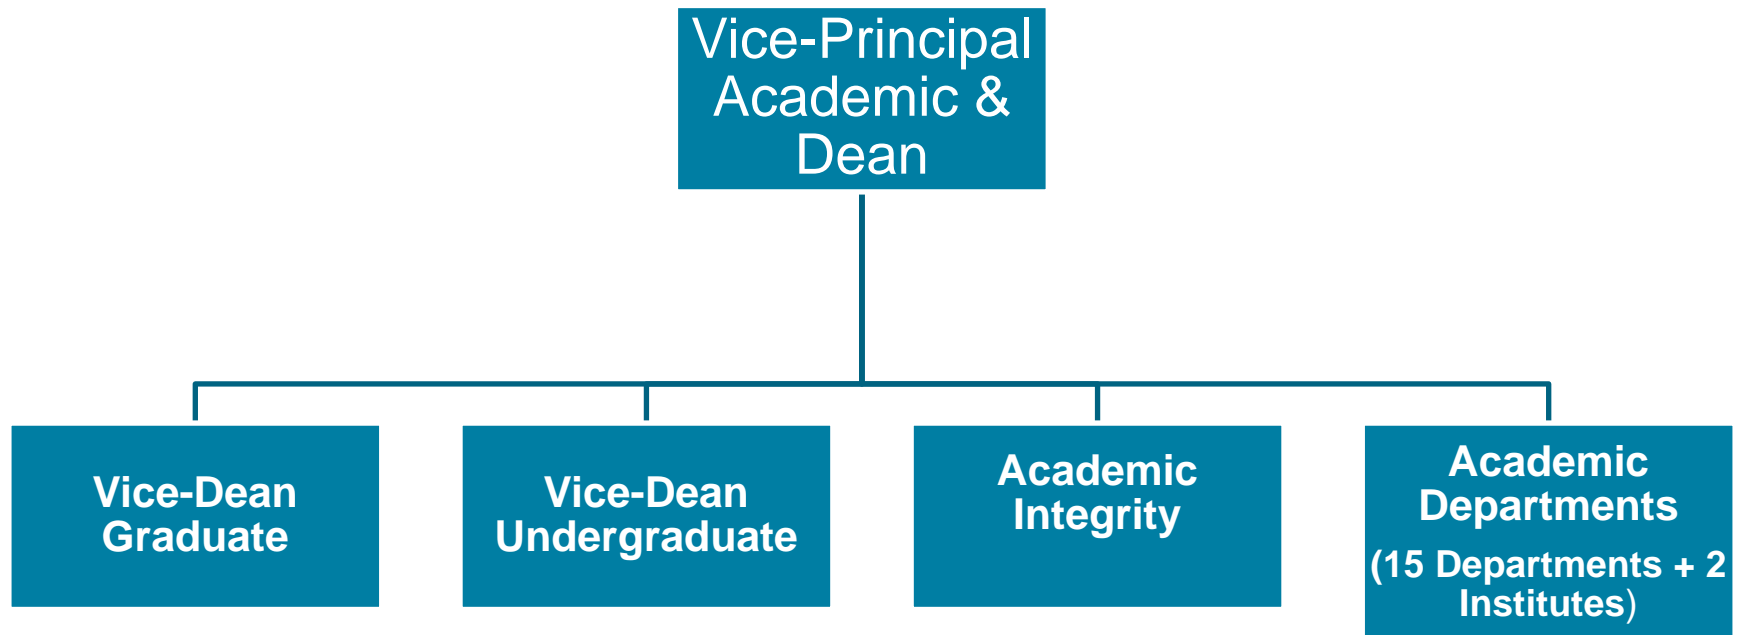 Vice-Principal
Academic &
Dean
Vice-Dean
Graduate
Vice-Dean
Undergraduate
Academic
Integrity
Academic
Departments
(15 Departments + 2
Institutes)